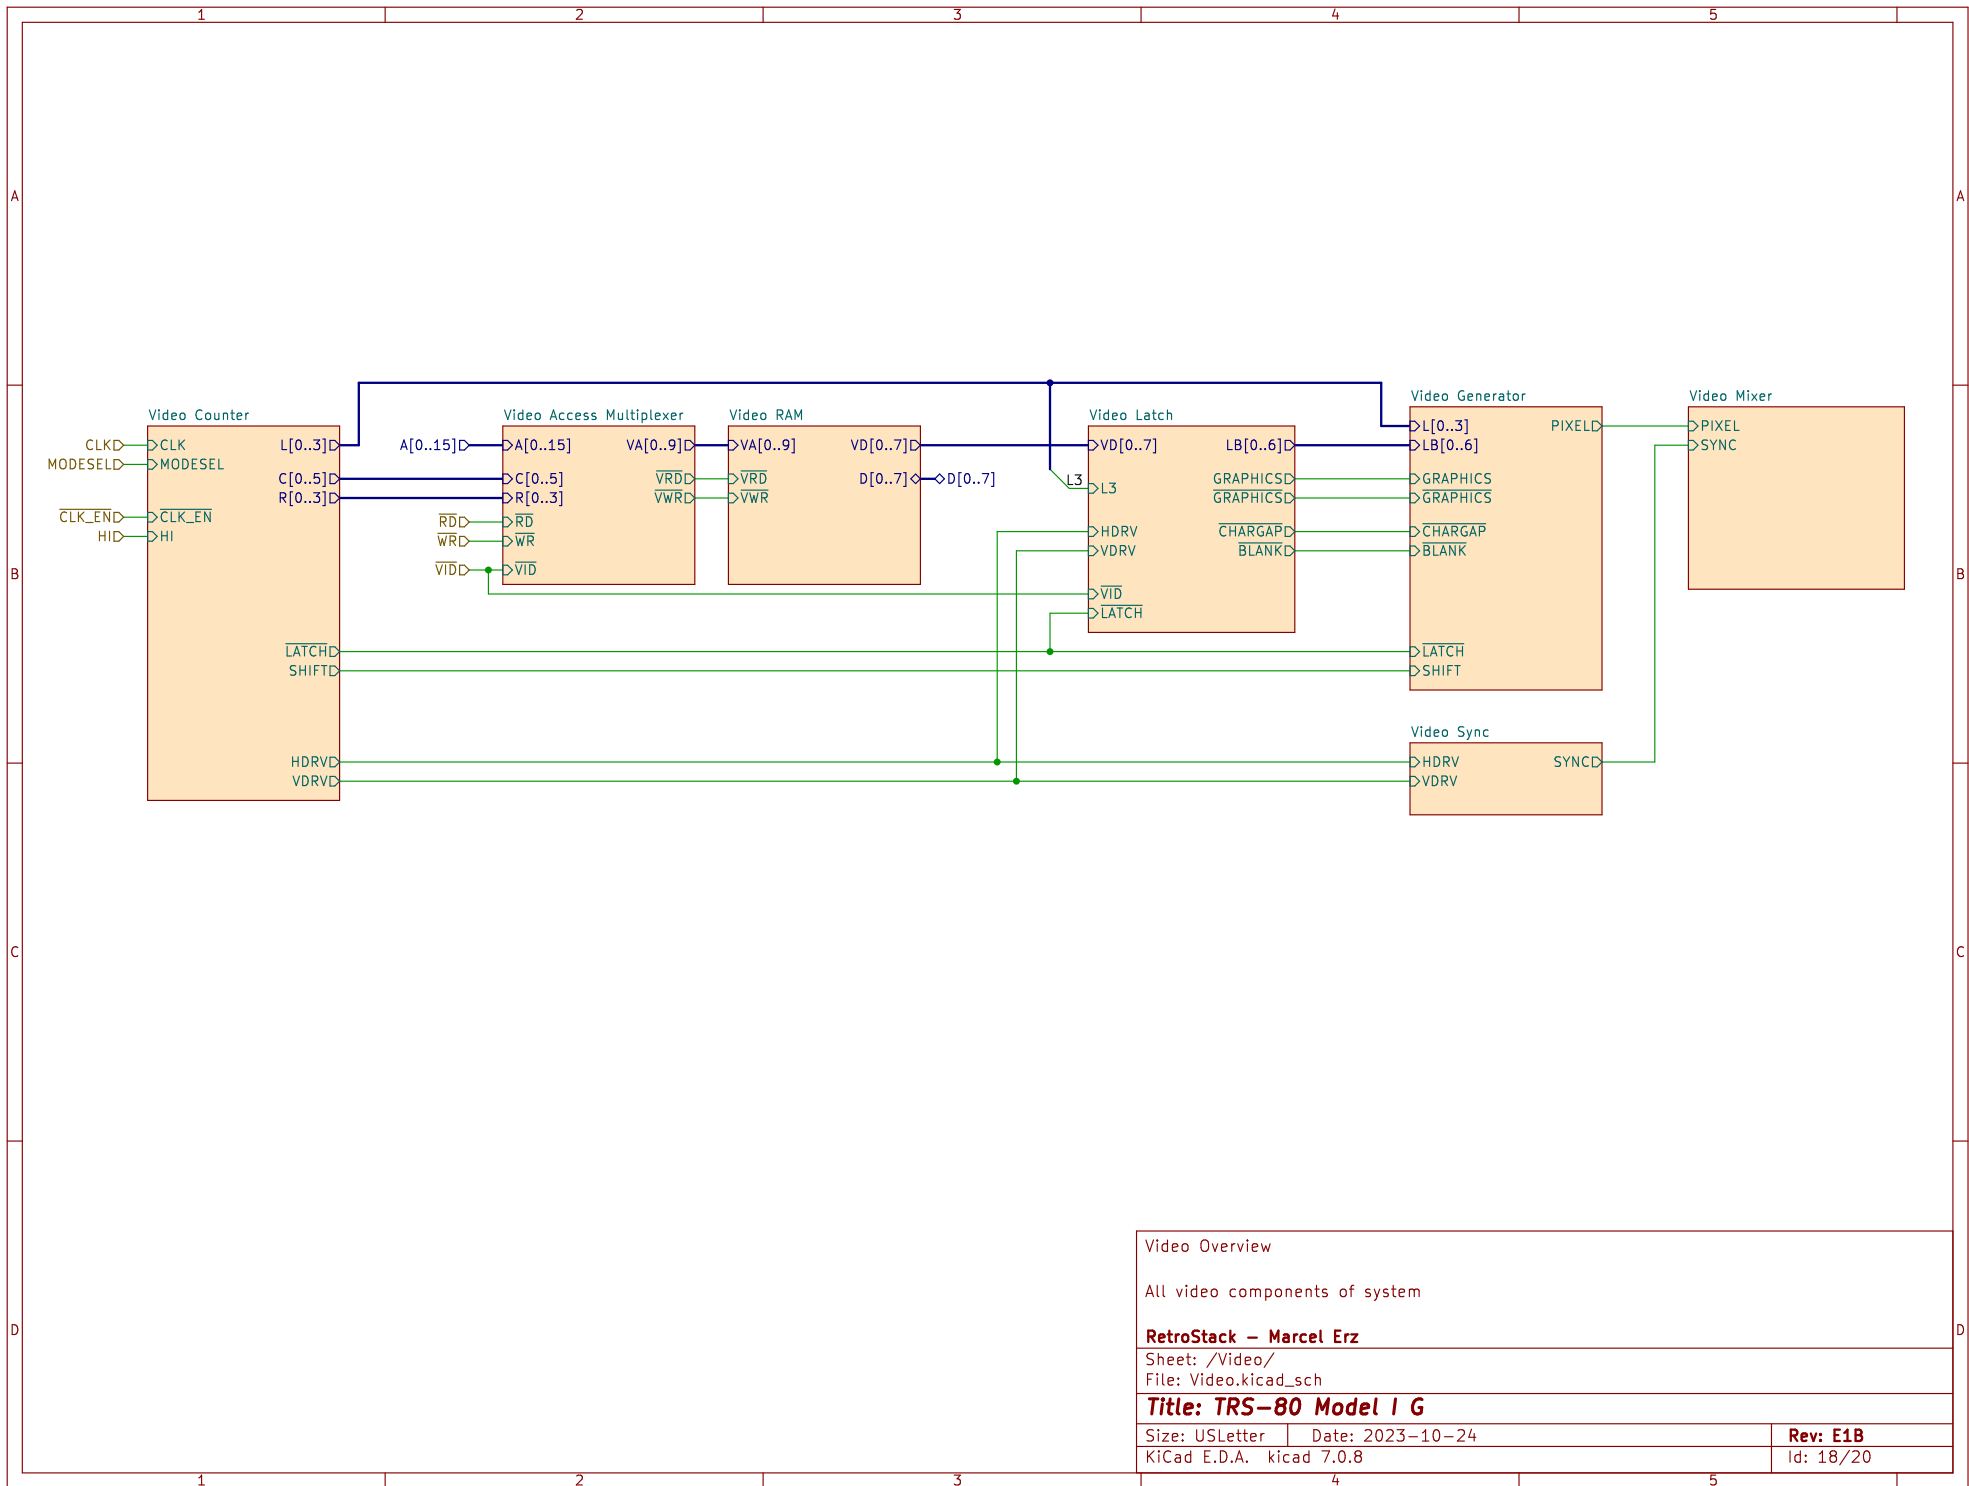 1 2 3 4 5
A A
Video Generator Video Mixer
Video Counter Video Access Multiplexer Video RAM Video Latch
L[0..3] PIXEL PIXEL
CLK CLK L[0..3] A[0..15] A[0..15] VA[0..9] VA[0..9] VD[0..7] VD[0..7] LB[0..6] LB[0..6] SYNC
MODESEL MODESEL
C[0..5] C[0..5] VRD VRD D[0..7] D[0..7] GRAPHICS GRAPHICS
L3 L3
R[0..3] R[0..3] VWR VWR GRAPHICS GRAPHICS
CLK_EN CLK_EN RD RD
HI HI WR WR HDRV CHARGAP CHARGAP
VDRV BLANK BLANK
VID VID
B B
VID
LATCH
LATCH LATCH
SHIFT SHIFT
Video Sync
HDRV HDRV SYNC
VDRV VDRV
C C
Video Overview
All video components of system
D D
RetroStack - Marcel Erz
Sheet: /Video/
File: Video.kicad_sch
Title: TRS-80 Model I G
Size: USLetter Date: 2023-10-24 Rev: E1B
KiCad E.D.A. kicad 7.0.8 Id: 18/20
1 2 3 4 5